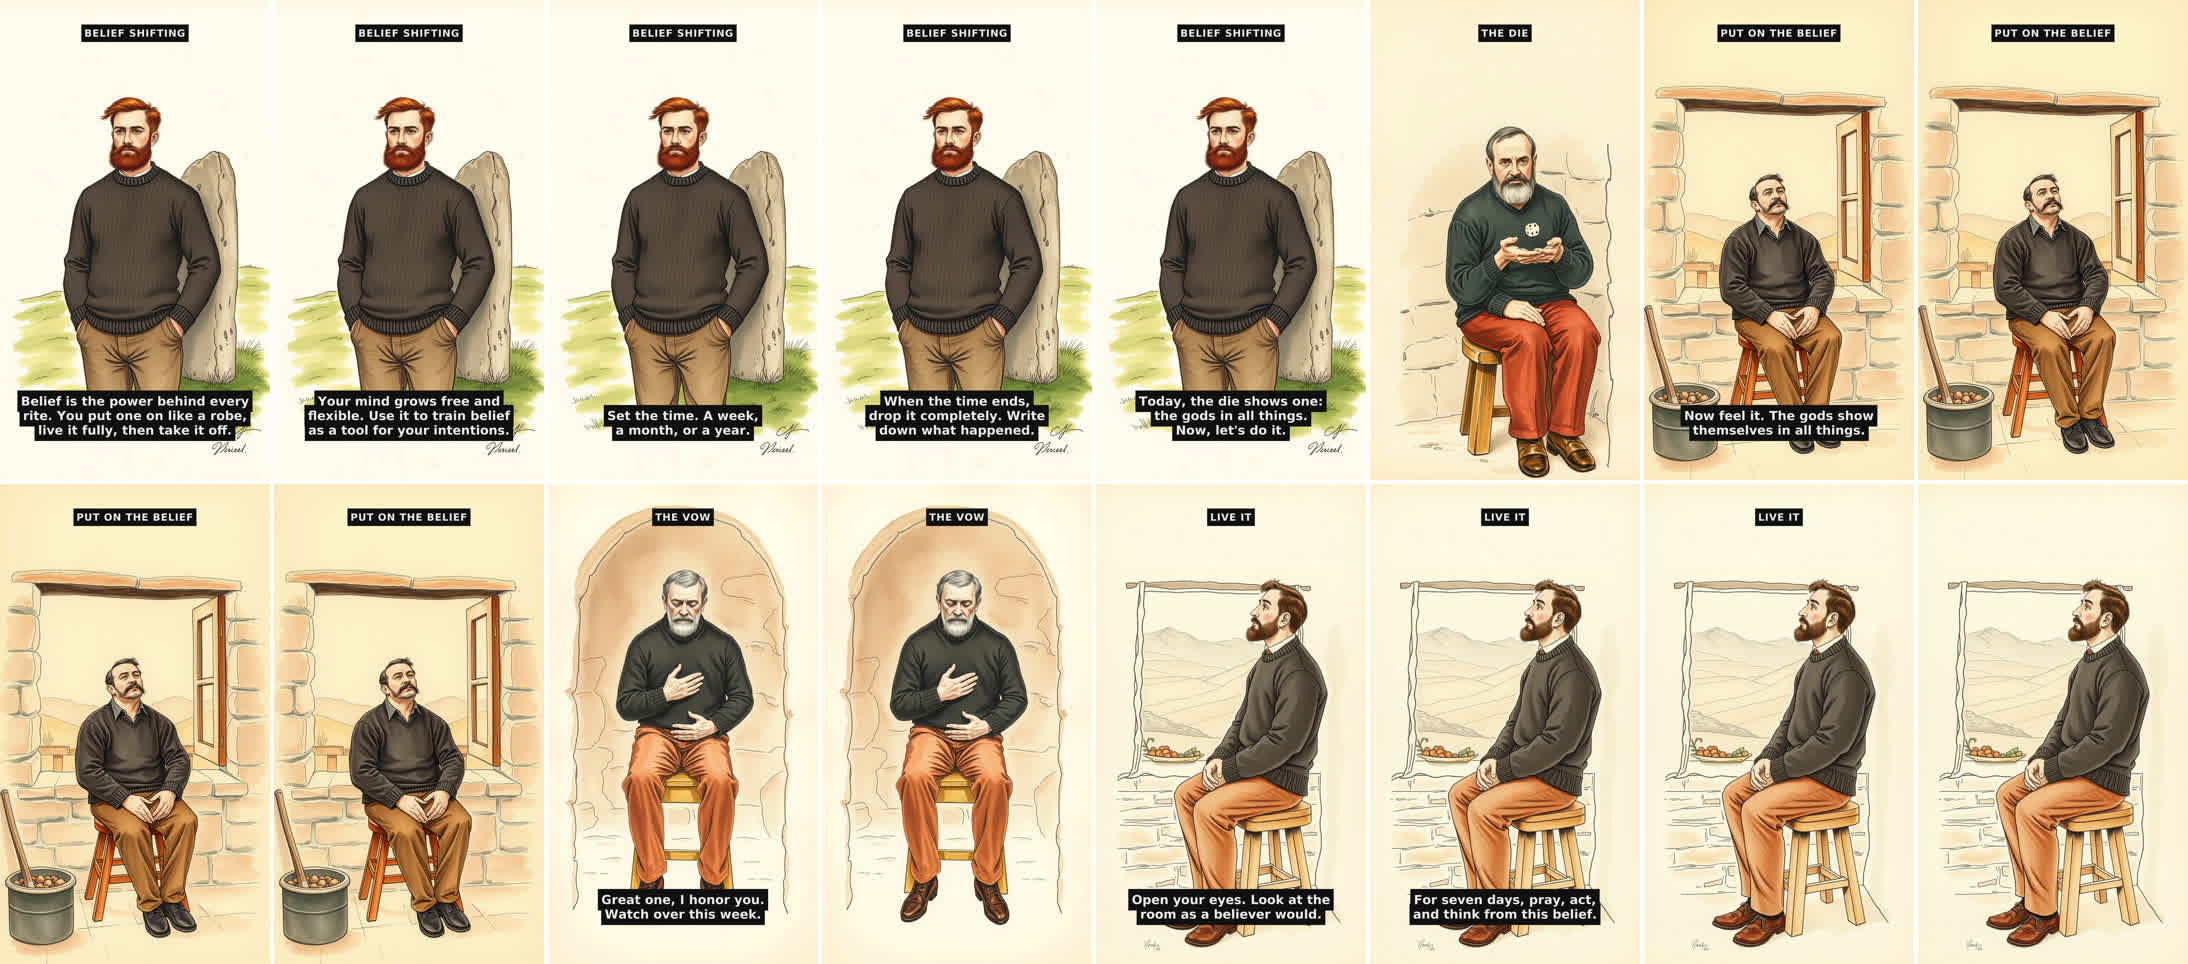 BELIEF SHIFTING
Belief is the power behind every
rite. You put one on like a robe,
live it fully, then take it off.
BELIEF SHIFTING
Your mind grows free and
flexible. Use it to train belief
as a tool for your intentions.
BELIEF SHIFTING
Set the time. A week,
a month, or a year.
BELIEF SHIFTING
When the time ends,
drop it completely. Write
down what happened.
BELIEF SHIFTING
Today, the die shows one:
the gods in all things.
Now, let's do it.
THE DIE
PUT ON THE BELIEF
Now feel it. The gods show
themselves in all things.
PUT ON THE BELIEF
PUT ON THE BELIEF
PUT ON THE BELIEF
THE VOW
Great one, I honor you.
Watch over this week.
THE VOW
LIVE IT
Open your eyes. Look at the
room as a believer would.
LIVE IT
For seven days, pray, act,
and think from this belief.
LIVE IT